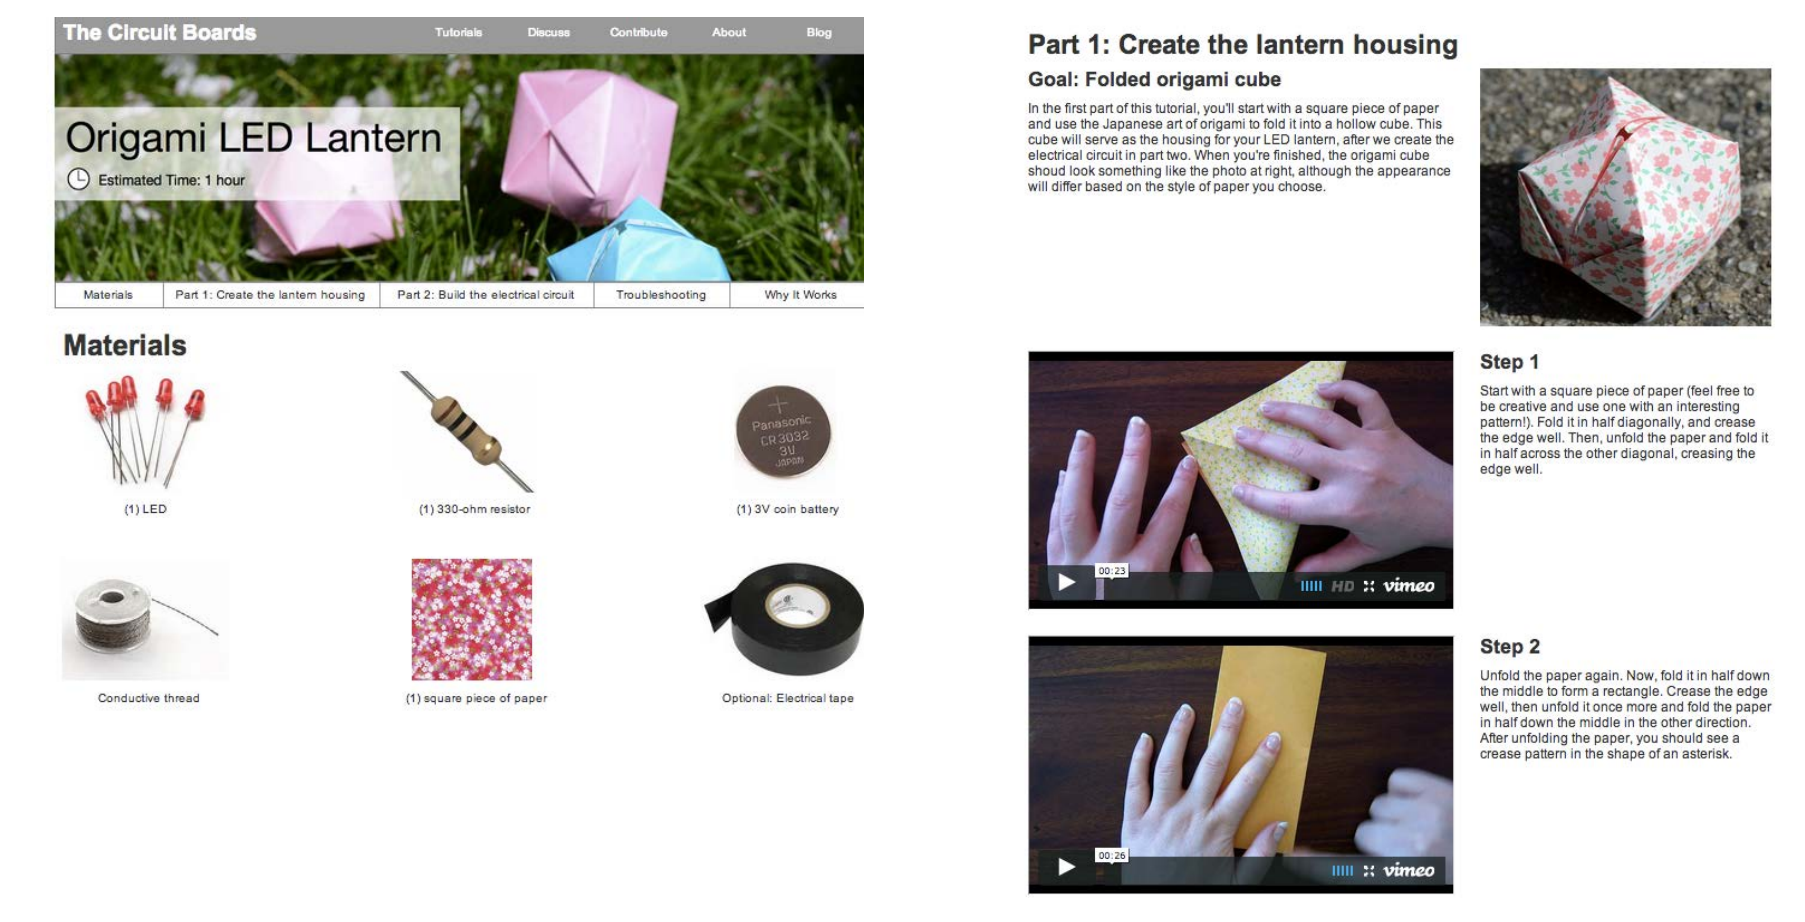 The Circuit Boards
Tutorials Discuss Contribute About Blog
Origami LED Lantern
Estimated Time: 1 hour
Materials Part 1: Create the lantern housing Part 2: Build the electrical circuit Troubleshooting Why It Works
Materials
Panasonic
CR3032
3V
JAPAN
(1) LED
(1) 330-ohm resistor
(1) 3V coin battery
Conductive thread
(1) square piece of paper
Optional: Electrical tape
Part 1: Create the lantern housing
Goal: Folded origami cube
In the first part of this tutorial, you'll start with a square piece of paper
and use the Japanese art of origami to fold it into a hollow cube. This
cube will serve as the housing for your LED lantern, after we create the
electrical circuit in part two. When you're finished, the origami cube
shoud look something like the photo at right, although the appearance
will differ based on the style of paper you choose.
00:23
HD vimeo
Step 1
Start with a square piece of paper (feel free to
be creative and use one with an interesting
pattern!). Fold it in half diagonally, and crease
the edge well. Then, unfold the paper and fold it
in half across the other diagonal, creasing the
edge well.
00:26
vimeo
Step 2
Unfold the paper again. Now, fold it in half down
the middle to form a rectangle. Crease the edge
well, then unfold it once more and fold the paper
in half down the middle in the other direction.
After unfolding the paper, you should see a
crease pattern in the shape of an asterisk.